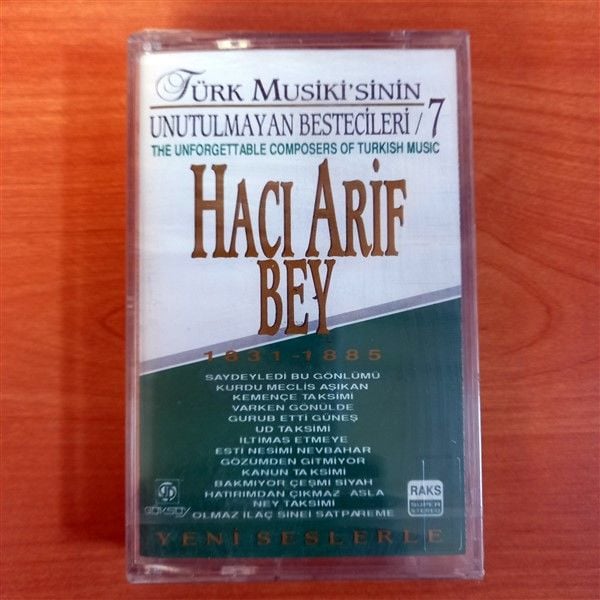 TÜRK MUSİKİ'SİNİN
UNUTULMAYAN BESTECİLERİ / 7
THE UNFORGETTABLE COMPOSERS OF TURKISH MUSIC
HACI ARİF
BEY
1831-1885
SAYDEYLEDİ BU GÖNLÜMÜ
KURDU MECLİS AŞIKAN
KEMENÇE TAKSİMİ
VARKEN GÖNÜLDE
GURUB ETTİ GÜNEŞ
UD TAKSİMİ
İLTİMAS ETMEYE
ESTİ NESİMİ NEVBAHAR
GÖZÜMDEN GİTMİYOR
KANUN TAKSİMİ
BAKMIYOR ÇEŞMİ SİYAH
HATIRIMDAN ÇIKMAZ ASLA
NEY TAKSİMİ
OLMAZ İLAÇ SİNEİ SATPAREME
GÖKSOY
RAKS
SUPER
STEREO
YENİ SESLERLE